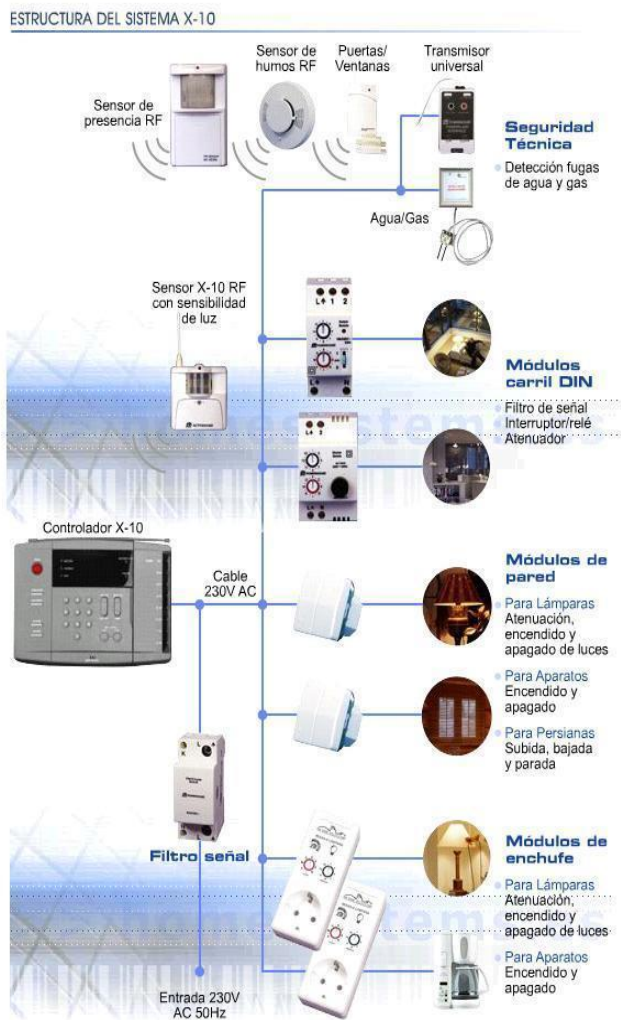 ESTRUCTURA DEL SISTEMA X-10
Sensor de
presencia RF
Sensor de
humos RF
Puertas/
Ventanas
Transmisor
universal
Seguridad
Técnica
Detección fugas
de agua y gas
Agua/Gas
Sensor X-10 RF
con sensibilidad
de luz
L 1 2
Módulos
carril DIN
Filtro de señal
Interruptor/relé
Atenuador
Controlador X-10
Cable
230V AC
Módulos de
pared
Para Lámparas
Atenuación,
encendido y
apagado de luces
Para Aparatos
Encendido y
apagado
Para Persianas
Subida, bajada
y parada
Filtro señal
Módulos de
enchufe
Para Lámparas
Atenuación,
encendido y
apagado de luces
Para Aparatos
Encendido y
apagado
Entrada 230V
AC 50Hz